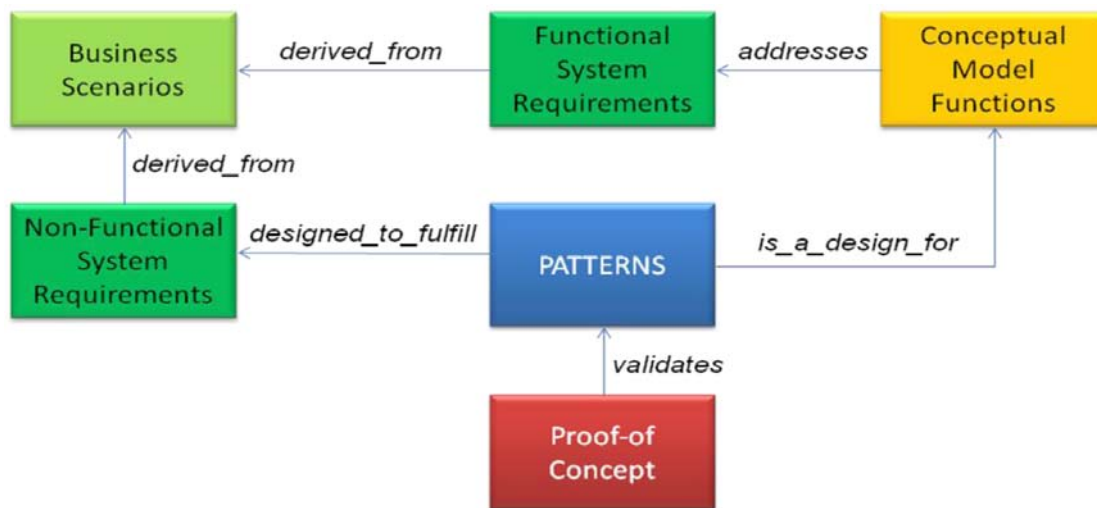 Business
Scenarios
derived_from
Functional
System
Requirements
addresses
Conceptual
Model
Functions
derived_from
Non-Functional
System
Requirements
designed_to_fulfill
PATTERNS
is_a_design_for
validates
Proof-of
Concept